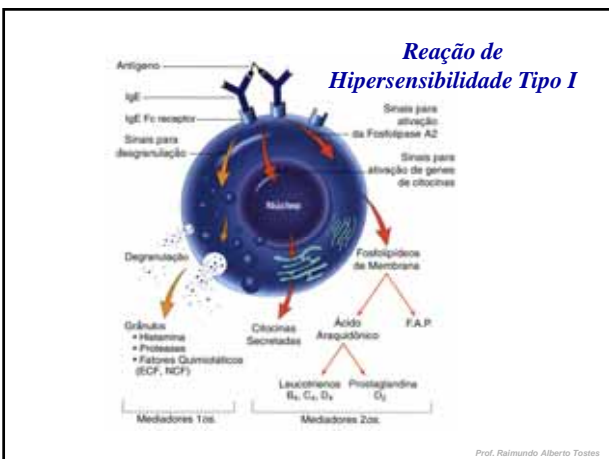 Reação de
Hipersensibilidade Tipo I
Antígeno
IgE
IgE Fc receptor
Sinais para
desgranulação
Sinais para
ativação
da Fosfolipase A2
Sinais para
ativação de genes
de citocinas
Núcleo
Degranulação
Fosfolipídeos
de Membrana
Grânulos
• Histamina
• Proteases
• Fatores Quimiotáticos
(ECF, NCF)
Citocinas
Secretadas
Ácido
Araquidônico
F.A.P.
Leucotrienos
B₄, C₄, D₄
Prostaglandina
D₂
Mediadores 1os.
Mediadores 2os.
Prof. Raimundo Alberto Tostes